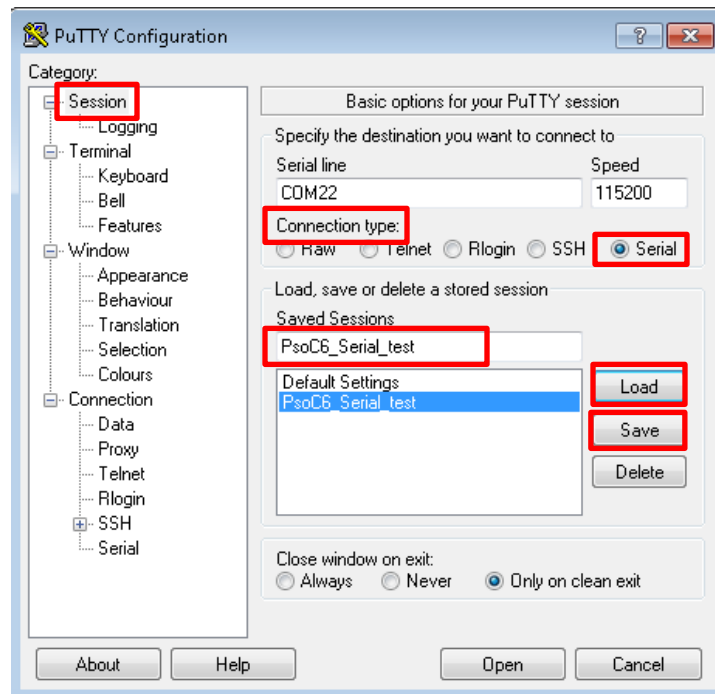 PuTTY Configuration
Category:
Session
Logging
Terminal
Keyboard
Bell
Features
Window
Appearance
Behaviour
Translation
Selection
Colours
Connection
Data
Proxy
Telnet
Rlogin
SSH
Serial
Basic options for your PuTTY session
Specify the destination you want to connect to
Serial line Speed
COM22 115200
Connection type:
Raw Telnet Rlogin SSH Serial
Load, save or delete a stored session
Saved Sessions
PsoC6_Serial_test
Default Settings
PsoC6_Serial_test
Load
Save
Delete
Close window on exit:
Always Never Only on clean exit
About Help Open Cancel